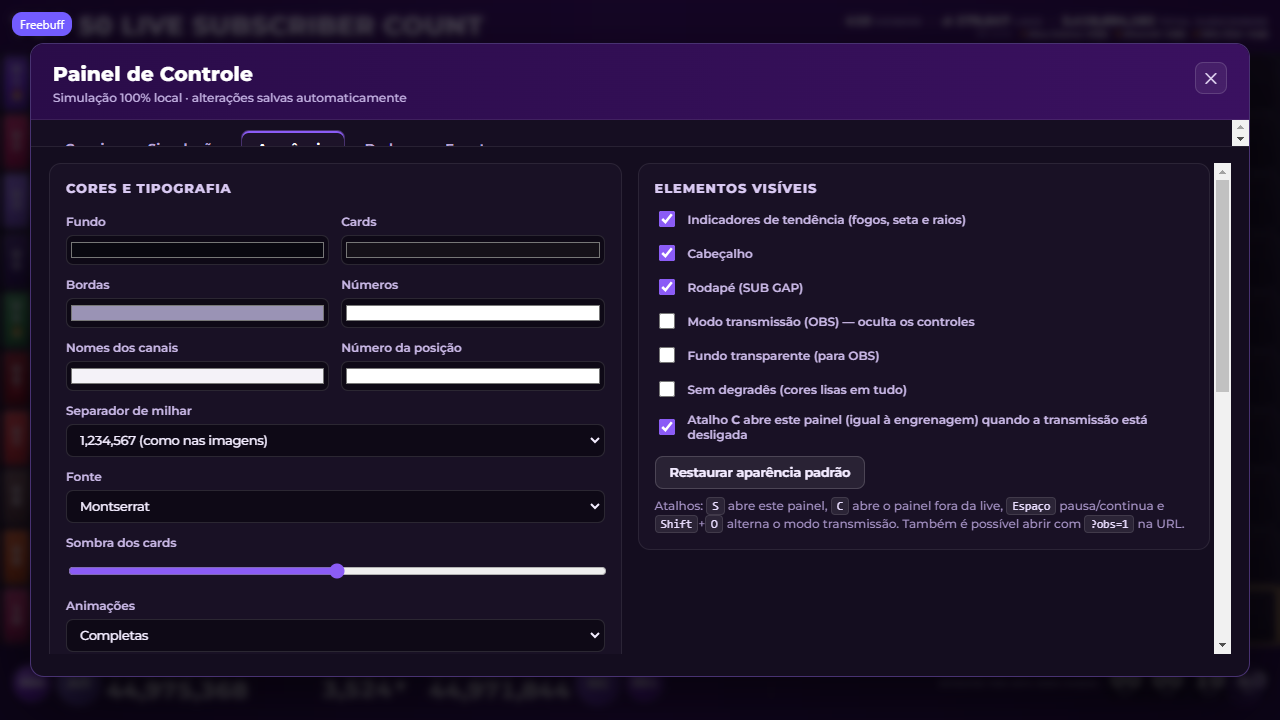 Freebuff
50 LIVE SUBSCRIBER COUNT
Painel de Controle
Simulação 100% local · alterações salvas automaticamente
CORES E TIPOGRAFIA
Fundo
Cards
Bordas
Números
Nomes dos canais
Número da posição
Separador de milhar
1,234,567 (como nas imagens)
Fonte
Montserrat
Sombra dos cards
Animações
Completas
ELEMENTOS VISÍVEIS
Indicadores de tendência (fogos, seta e raios)
Cabeçalho
Rodapé (SUB GAP)
Modo transmissão (OBS) — oculta os controles
Fundo transparente (para OBS)
Sem degradês (cores lisas em tudo)
Atalho C abre este painel (igual à engrenagem) quando a transmissão está
desligada
Restaurar aparência padrão
Atalhos: S abre este painel, C abre o painel fora da live, Espaço pausa/continua e
Shift+O alterna o modo transmissão. Também é possível abrir com ?obs=1 na URL.